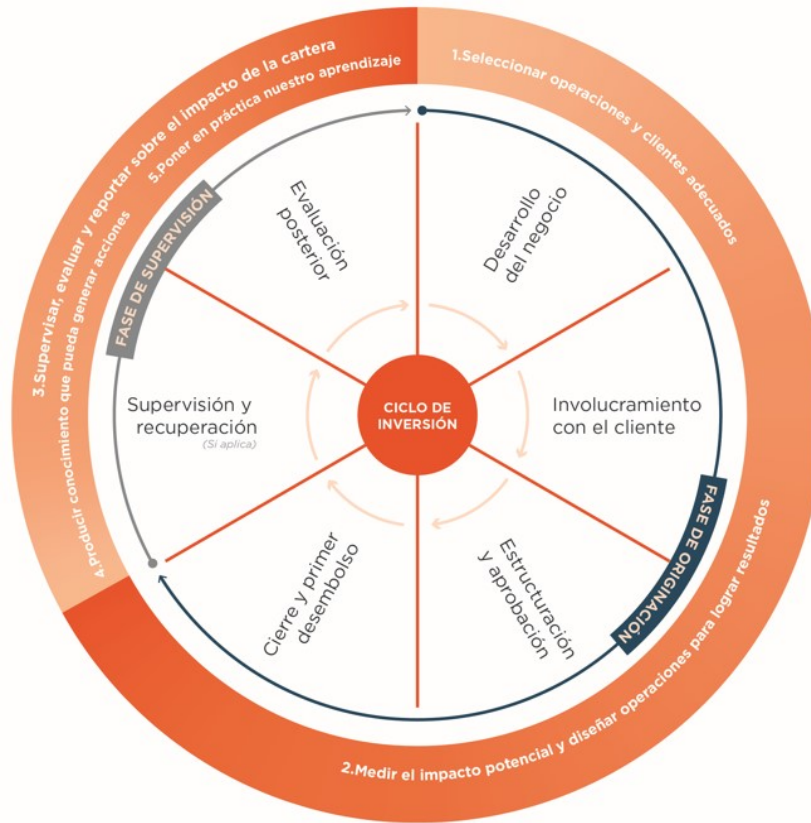 1.Seleccionar operaciones y clientes adecuados
2.Medir el impacto potencial y diseñar operaciones para lograr resultados
3.Supervisar, evaluar y reportar sobre el impacto de la cartera
4.Producir conocimiento que pueda generar acciones
5.Poner en práctica nuestro aprendizaje
FASE DE ORIGINACIÓN
FASE DE SUPERVISIÓN
Desarrollo
del negocio
Involucramiento
con el cliente
Estructuración
y aprobación
Cierre y primer
desembolso
Supervisión y
recuperación
(Si aplica)
Evaluación
posterior
CICLO DE
INVERSIÓN